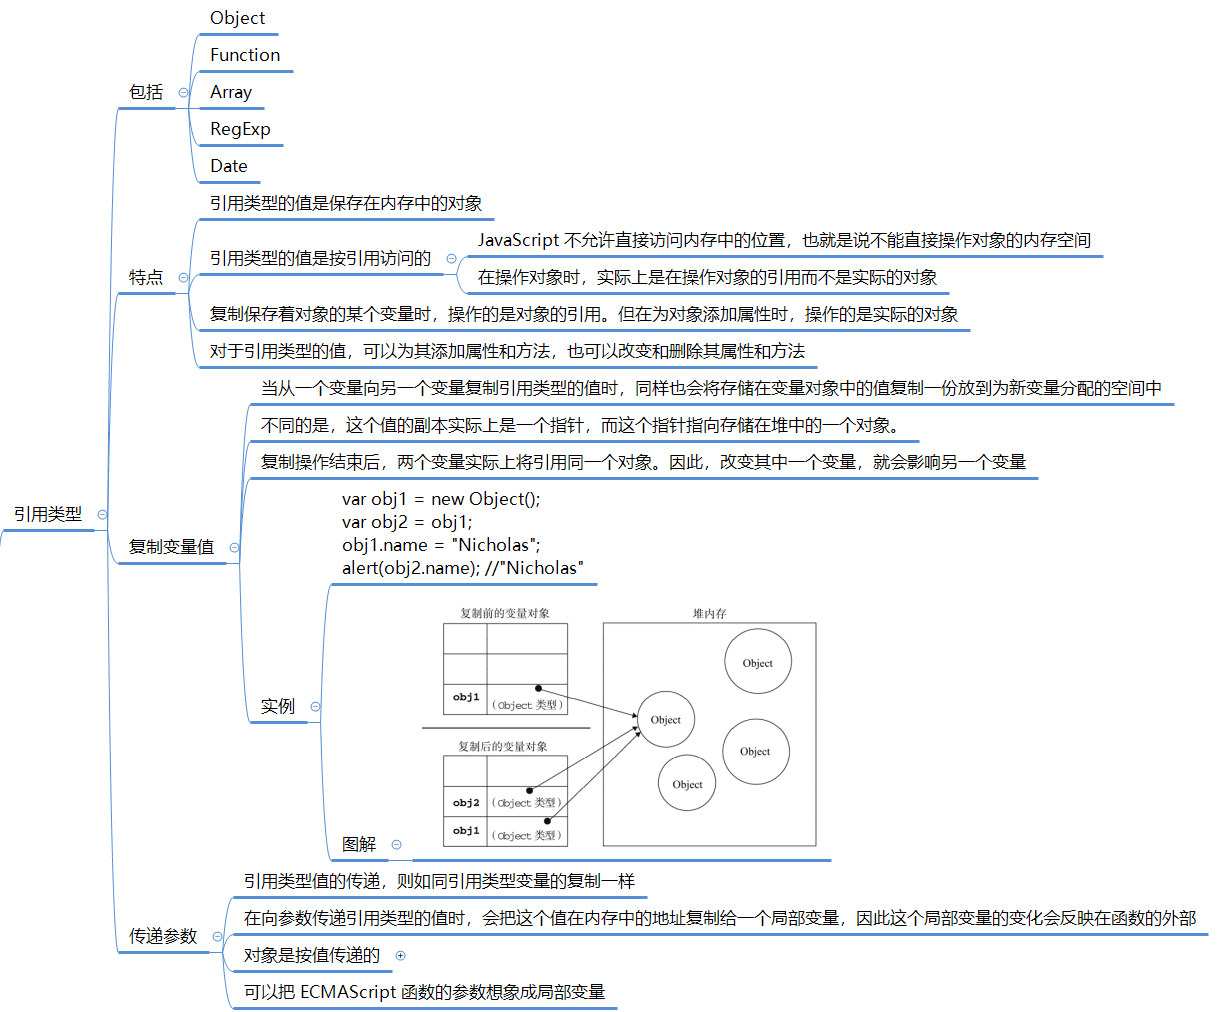 引用类型
包括
Object
Function
Array
RegExp
Date
特点
引用类型的值是保存在内存中的对象
引用类型的值是按引用访问的
JavaScript 不允许直接访问内存中的位置，也就是说不能直接操作对象的内存空间
在操作对象时，实际上是在操作对象的引用而不是实际的对象
复制保存着对象的某个变量时，操作的是对象的引用。但在为对象添加属性时，操作的是实际的对象
对于引用类型的值，可以为其添加属性和方法，也可以改变和删除其属性和方法
复制变量值
当从一个变量向另一个变量复制引用类型的值时，同样也会将存储在变量对象中的值复制一份放到为新变量分配的空间中
不同的是，这个值的副本实际上是一个指针，而这个指针指向存储在堆中的一个对象。
复制操作结束后，两个变量实际上将引用同一个对象。因此，改变其中一个变量，就会影响另一个变量
实例
var obj1 = new Object();
var obj2 = obj1;
obj1.name = "Nicholas";
alert(obj2.name); //"Nicholas"
图解
复制前的变量对象
obj1
(Object 类型)
复制后的变量对象
obj2
(Object 类型)
obj1
(Object 类型)
堆内存
Object
Object
Object
Object
传递参数
引用类型值的传递，则如同引用类型变量的复制一样
在向参数传递引用类型的值时，会把这个值在内存中的地址复制给一个局部变量，因此这个局部变量的变化会反映在函数的外部
对象是按值传递的
可以把 ECMAScript 函数的参数想象成局部变量